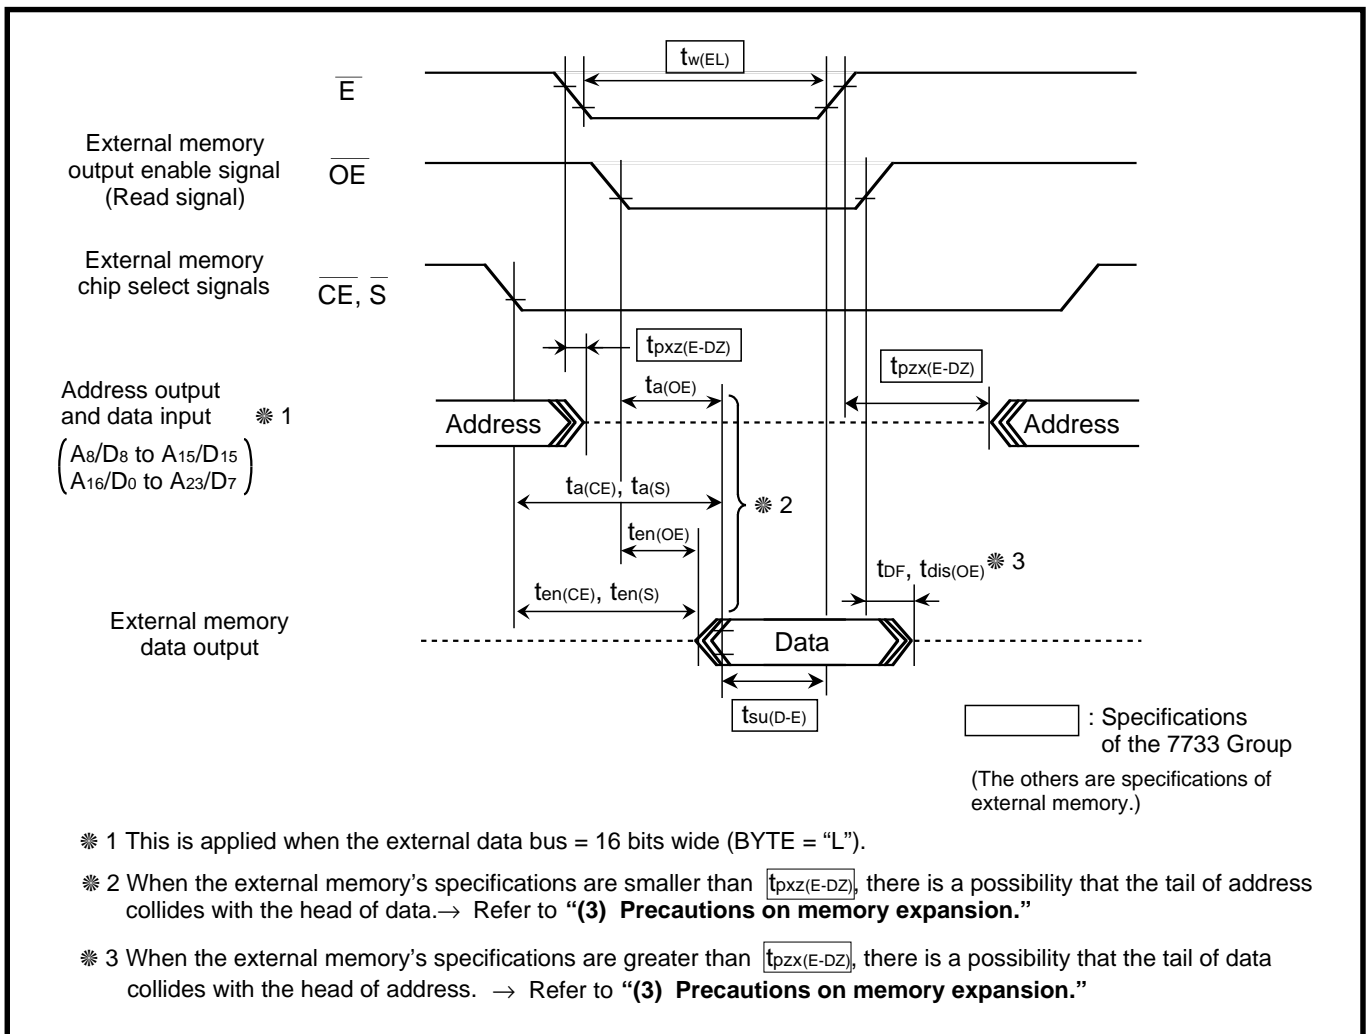 tw(EL)
E
External memory
output enable signal
(Read signal)
OE
External memory
chip select signals
CE, S
tpxz(E-DZ)
tpzx(E-DZ)
ta(OE)
Address output
and data input ❋ 1
(A8/D8 to A15/D15
A16/D0 to A23/D7)
Address
Address
ta(CE), ta(S)
❋ 2
ten(OE)
tDF, tdis(OE) ❋ 3
ten(CE), ten(S)
External memory
data output
Data
tsu(D-E)
: Specifications
of the 7733 Group
(The others are specifications of
external memory.)
❋ 1 This is applied when the external data bus = 16 bits wide (BYTE = “L”).
❋ 2 When the external memory’s specifications are smaller than tpxz(E-DZ), there is a possibility that the tail of address
collides with the head of data.→ Refer to “(3) Precautions on memory expansion.”
❋ 3 When the external memory’s specifications are greater than tpzx(E-DZ), there is a possibility that the tail of data
collides with the head of address. → Refer to “(3) Precautions on memory expansion.”